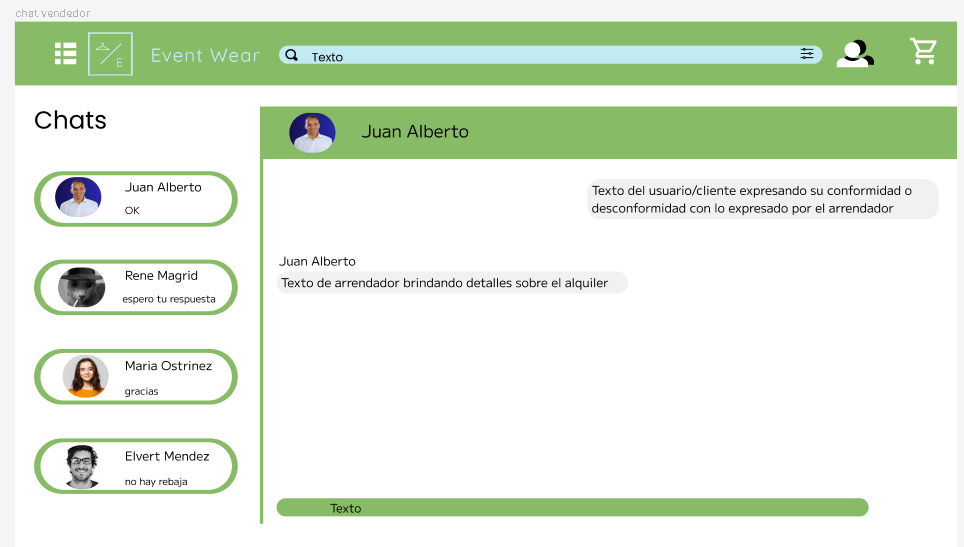 chat vendedor
E
Event Wear
Texto
Chats
Juan Alberto
OK
Rene Magrid
espero tu respuesta
Maria Ostrinez
gracias
Elvert Mendez
no hay rebaja
Juan Alberto
Texto del usuario/cliente expresando su conformidad o
desconformidad con lo expresado por el arrendador
Juan Alberto
Texto de arrendador brindando detalles sobre el alquiler
Texto